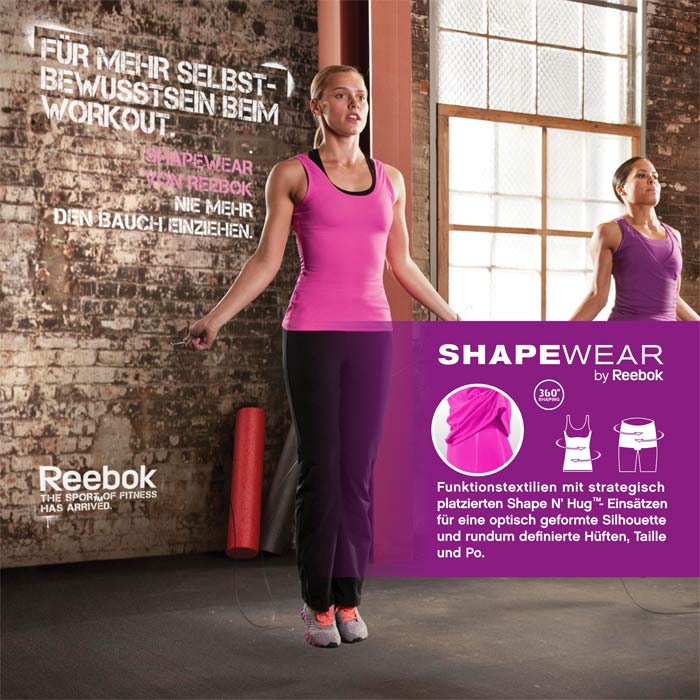 FÜR MEHR SELBST-
BEWUSSTSEIN BEIM
WORKOUT.
SHAPEWEAR
VON REEBOK
NIE MEHR
DEN BAUCH EINZIEHEN.
Reebok
THE SPORT OF FITNESS
HAS ARRIVED.
SHAPEWEAR
by Reebok
360°
SHAPING
Funktionstextilien mit strategisch
platzierten Shape N' Hug™- Einsätzen
für eine optisch geformte Silhouette
und rundum definierte Hüften, Taille
und Po.